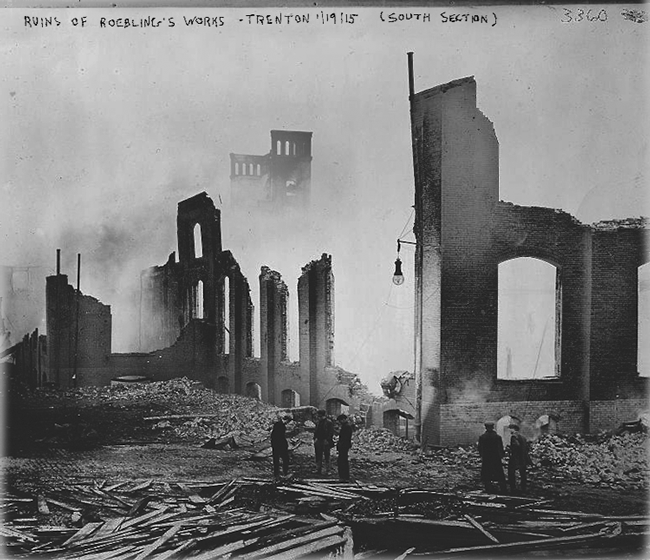 RUINS OF ROEBLING'S WORKS - TRENTON 1/19/15 (SOUTH SECTION) 3360